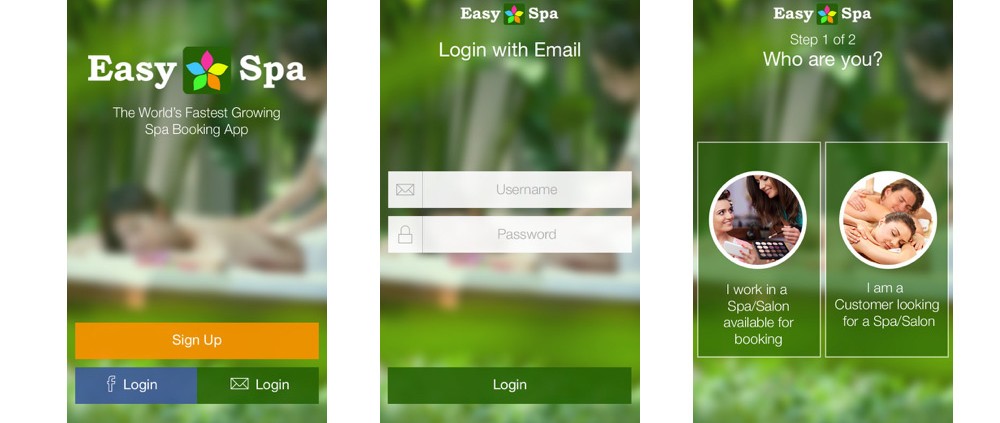 Easy Spa
The World's Fastest Growing
Spa Booking App
Sign Up
Login
Login
Easy Spa
Login with Email
Username
Password
Login
Easy Spa
Step 1 of 2
Who are you?
I work in a
Spa/Salon
available for
booking
I am a
Customer looking
for a Spa/Salon